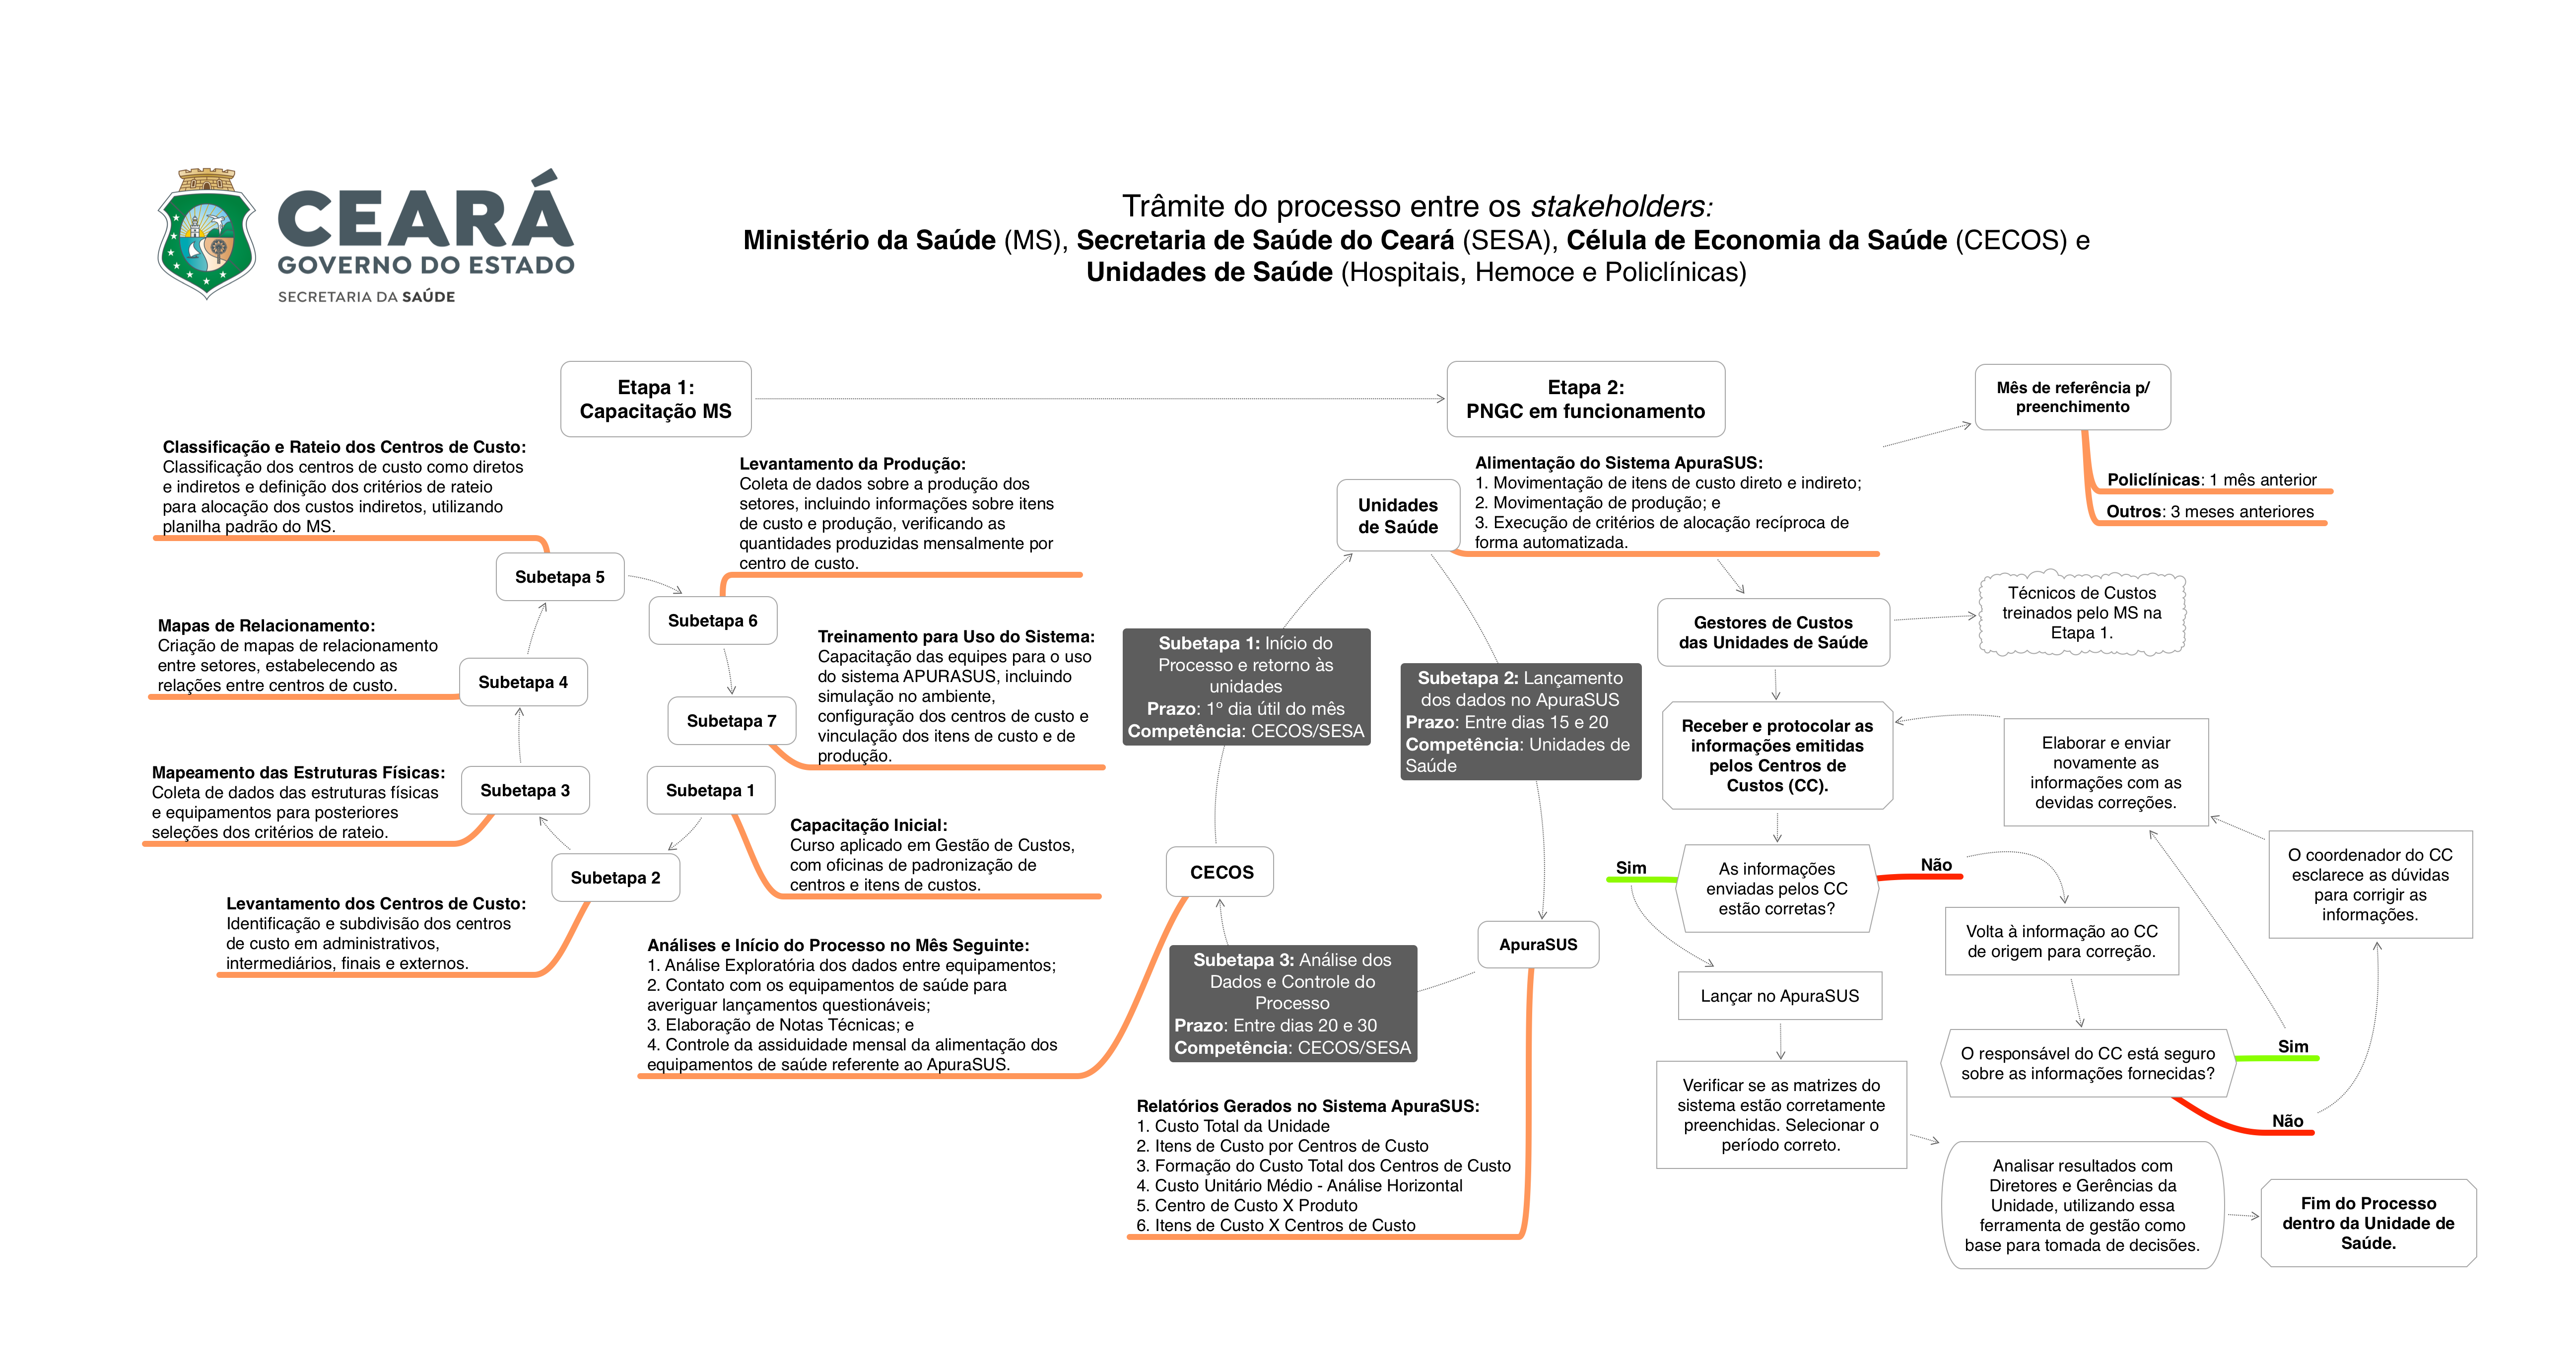 CEARÁ
GOVERNO DO ESTADO
SECRETARIA DA SAÚDE
Trâmite do processo entre os stakeholders:
Ministério da Saúde (MS), Secretaria de Saúde do Ceará (SESA), Célula de Economia da Saúde (CECOS) e
Unidades de Saúde (Hospitais, Hemoce e Policlínicas)
Etapa 1:
Capacitação MS
Classificação e Rateio dos Centros de Custo:
Classificação dos centros de custo como diretos
e indiretos e definição dos critérios de rateio
para alocação dos custos indiretos, utilizando
planilha padrão do MS.
Subetapa 5
Levantamento da Produção:
Coleta de dados sobre a produção dos
setores, incluindo informações sobre itens
de custo e produção, verificando as
quantidades produzidas mensalmente por
centro de custo.
Subetapa 6
Mapas de Relacionamento:
Criação de mapas de relacionamento
entre setores, estabelecendo as
relações entre centros de custo.
Subetapa 4
Treinamento para Uso do Sistema:
Capacitação das equipes para o uso
do sistema APURASUS, incluindo
simulação no ambiente,
configuração dos centros de custo e
vinculação dos itens de custo e de
produção.
Subetapa 7
Mapeamento das Estruturas Físicas:
Coleta de dados das estruturas físicas
e equipamentos para posteriores
seleções dos critérios de rateio.
Subetapa 3
Subetapa 1
Capacitação Inicial:
Curso aplicado em Gestão de Custos,
com oficinas de padronização de
centros e itens de custos.
Subetapa 2
Levantamento dos Centros de Custo:
Identificação e subdivisão dos centros
de custo em administrativos,
intermediários, finais e externos.
Etapa 2:
PNGC em funcionamento
Unidades
de Saúde
Alimentação do Sistema ApuraSUS:
1. Movimentação de itens de custo direto e indireto;
2. Movimentação de produção; e
3. Execução de critérios de alocação recíproca de
forma automatizada.
Mês de referência p/
preenchimento
Policlínicas: 1 mês anterior
Outros: 3 meses anteriores
Subetapa 1: Início do
Processo e retorno às
unidades
Prazo: 1º dia útil do mês
Competência: CECOS/SESA
Subetapa 2: Lançamento
dos dados no ApuraSUS
Prazo: Entre dias 15 e 20
Competência: Unidades de
Saúde
CECOS
Análises e Início do Processo no Mês Seguinte:
1. Análise Exploratória dos dados entre equipamentos;
2. Contato com os equipamentos de saúde para
averiguar lançamentos questionáveis;
3. Elaboração de Notas Técnicas; e
4. Controle da assiduidade mensal da alimentação dos
equipamentos de saúde referente ao ApuraSUS.
Subetapa 3: Análise dos
Dados e Controle do
Processo
Prazo: Entre dias 20 e 30
Competência: CECOS/SESA
ApuraSUS
Relatórios Gerados no Sistema ApuraSUS:
1. Custo Total da Unidade
2. Itens de Custo por Centros de Custo
3. Formação do Custo Total dos Centros de Custo
4. Custo Unitário Médio - Análise Horizontal
5. Centro de Custo X Produto
6. Itens de Custo X Centros de Custo
Gestores de Custos
das Unidades de Saúde
Técnicos de Custos
treinados pelo MS na
Etapa 1.
Receber e protocolar as
informações emitidas
pelos Centros de
Custos (CC).
Elaborar e enviar
novamente as
informações com as
devidas correções.
As informações
enviadas pelos CC
estão corretas?
Sim
Não
O coordenador do CC
esclarece as dúvidas
para corrigir as
informações.
Volta à informação ao CC
de origem para correção.
Lançar no ApuraSUS
O responsável do CC está seguro
sobre as informações fornecidas?
Sim
Não
Verificar se as matrizes do
sistema estão corretamente
preenchidas. Selecionar o
período correto.
Analisar resultados com
Diretores e Gerências da
Unidade, utilizando essa
ferramenta de gestão como
base para tomada de decisões.
Fim do Processo
dentro da Unidade de
Saúde.